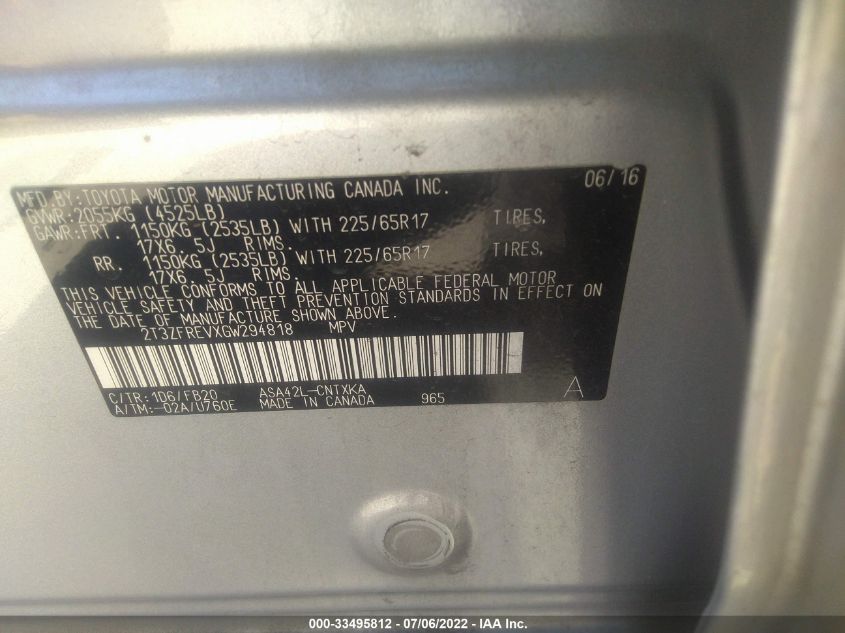 MFD.BY:TOYOTA MOTOR MANUFACTURING CANADA INC. 06/16
GVWR:2055KG (4525LB)
GAWR:FRT. 1150KG (2535LB) WITH 225/65R17 TIRES,
17X6.5J RIMS.
RR. 1150KG (2535LB) WITH 225/65R17 TIRES,
17X6.5J RIMS.
THIS VEHICLE CONFORMS TO ALL APPLICABLE FEDERAL MOTOR
VEHICLE SAFETY AND THEFT PREVENTION STANDARDS IN EFFECT ON
THE DATE OF MANUFACTURE SHOWN ABOVE.
2T3ZFREVXGW294818 MPV
C/TR:1D6/FB20 ASA42L-CNTXKA
A/TM:-02A/U760E MADE IN CANADA 965 A
000-33495812 - 07/06/2022 - IAA Inc.